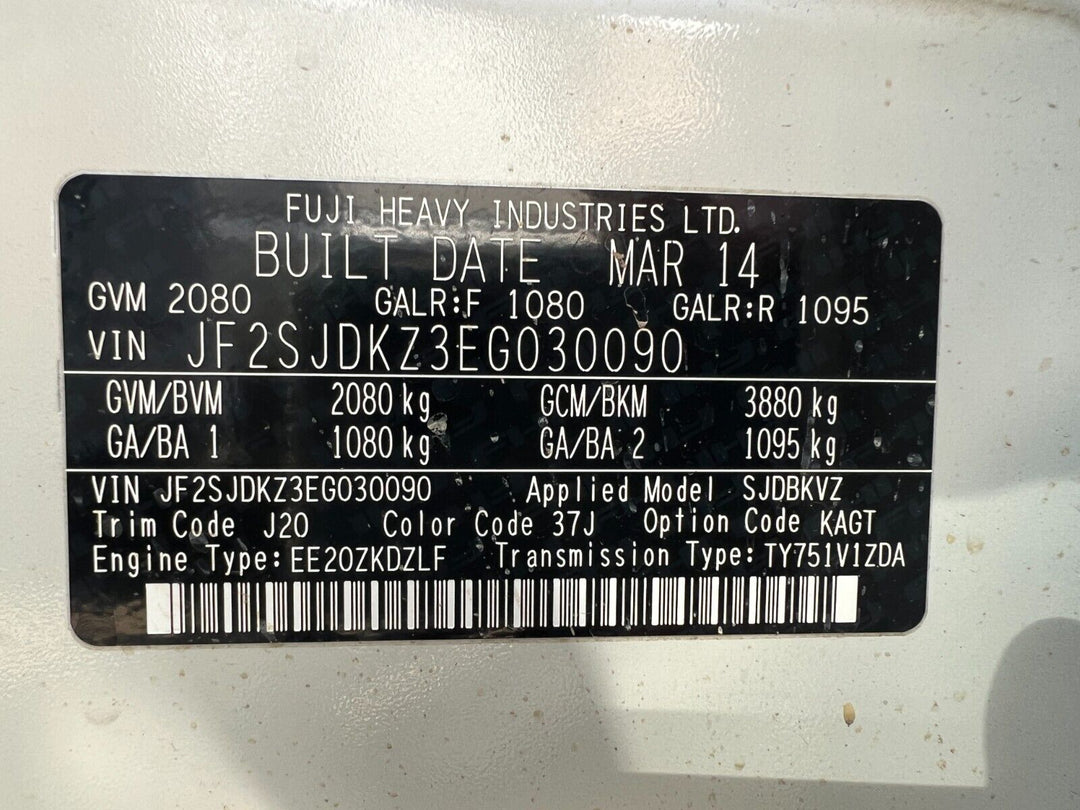 FUJI HEAVY INDUSTRIES LTD.
BUILT DATE MAR 14
GVM 2080 GALR:F 1080 GALR:R 1095
VIN JF2SJDKZ3EG030090
GVM/BVM 2080 kg GCM/BKM 3880 kg
GA/BA 1 1080 kg GA/BA 2 1095 kg
VIN JF2SJDKZ3EG030090 Applied Model SJDBKVZ
Trim Code J20 Color Code 37J Option Code KAGT
Engine Type: EE20ZKDZLF Transmission Type: TY751V1ZDA